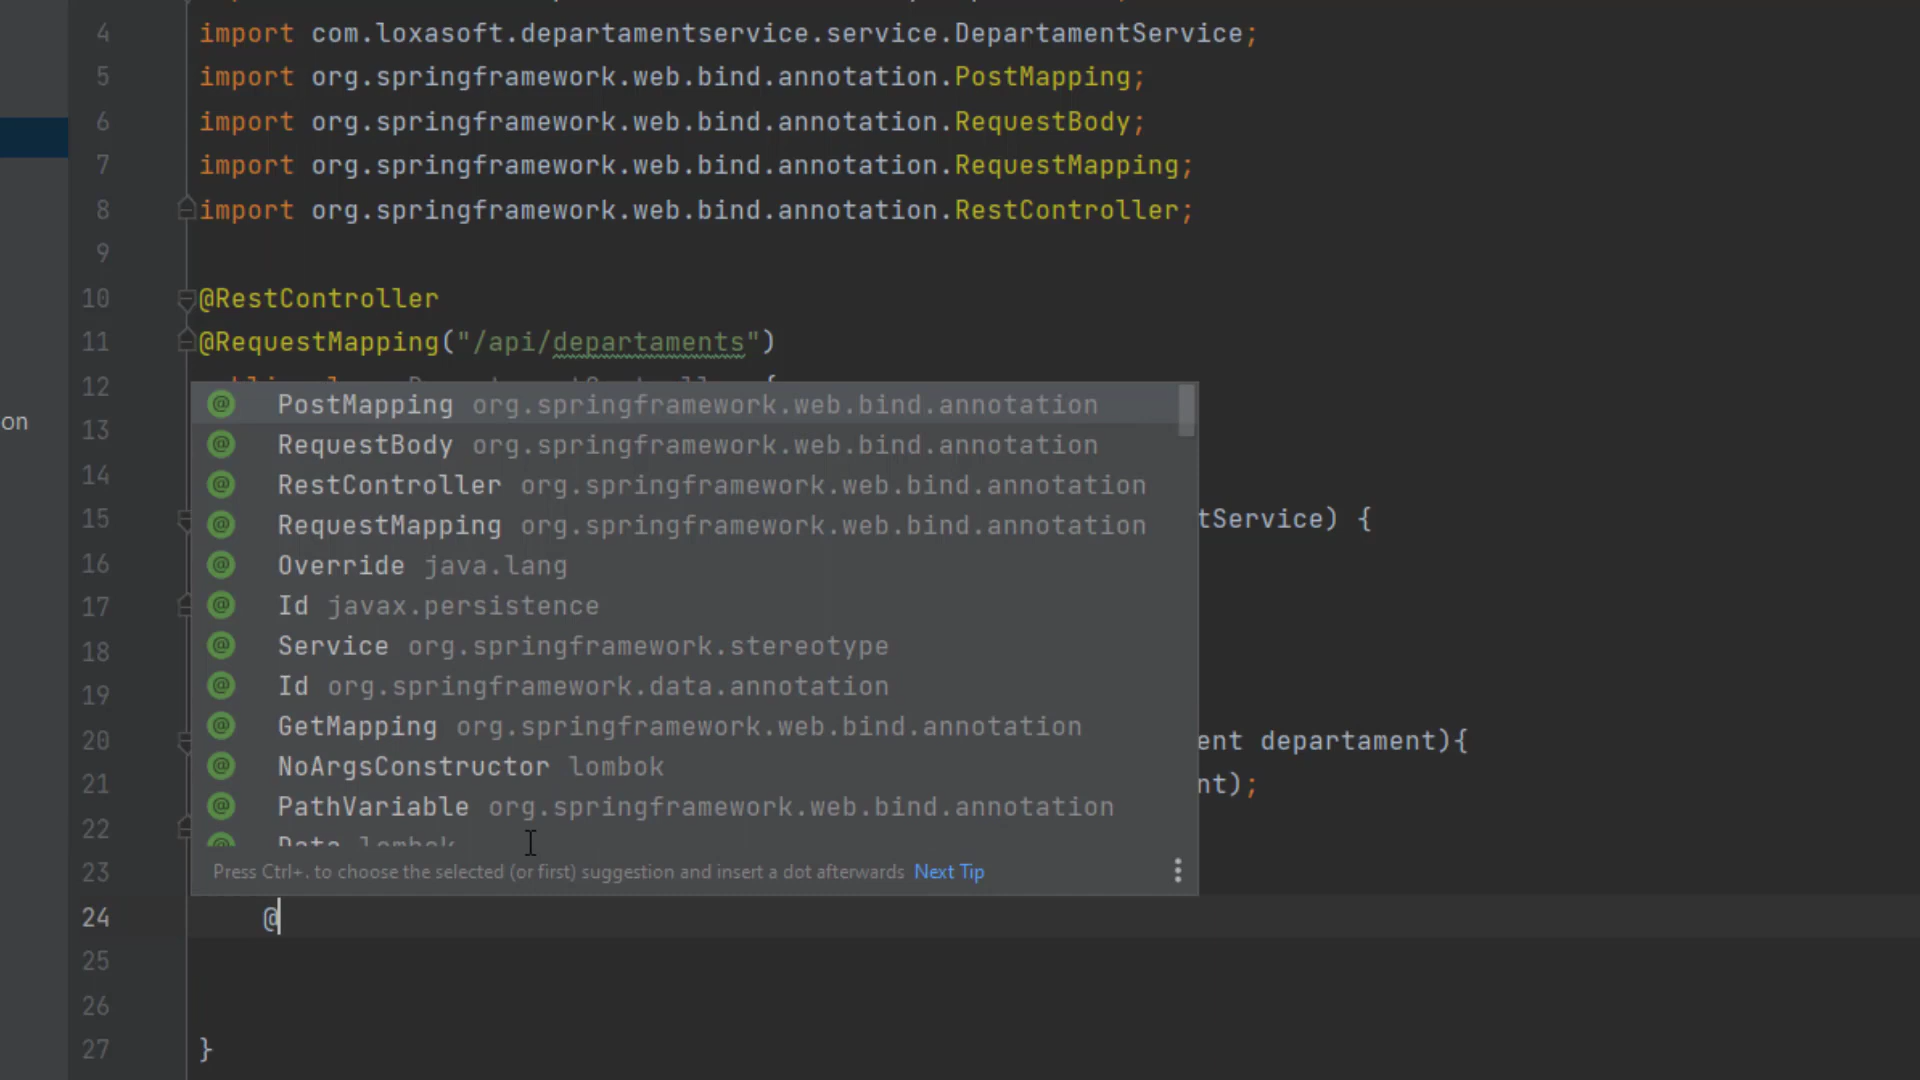 4 import com.loxasoft.departamentservice.service.DepartamentService;
5 import org.springframework.web.bind.annotation.PostMapping;
6 import org.springframework.web.bind.annotation.RequestBody;
7 import org.springframework.web.bind.annotation.RequestMapping;
8 import org.springframework.web.bind.annotation.RestController;
9
10 @RestController
11 @RequestMapping("/api/departaments")
12
PostMapping org.springframework.web.bind.annotation
on
13
RequestBody org.springframework.web.bind.annotation
14
RestController org.springframework.web.bind.annotation
15 tService) {
RequestMapping org.springframework.web.bind.annotation
16 Override java.lang
17 Id javax.persistence
18 Service org.springframework.stereotype
19 Id org.springframework.data.annotation
20 ent departament){
GetMapping org.springframework.web.bind.annotation
NoArgsConstructor lombok
21 nt);
PathVariable org.springframework.web.bind.annotation
22
Data lombok
23 Press Ctrl+. to choose the selected (or first) suggestion and insert a dot afterwards Next Tip
24 @
25
26
27 }